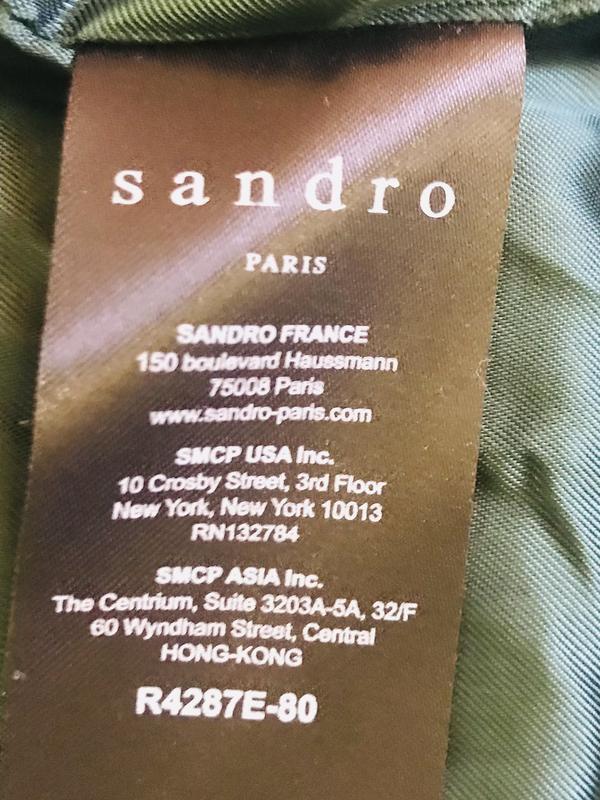 sandro
PARIS
SANDRO FRANCE
150 boulevard Haussmann
75008 Paris
www.sandro-paris.com
SMCP USA Inc.
10 Crosby Street, 3rd Floor
New York, New York 10013
RN132784
SMCP ASIA Inc.
The Centrium, Suite 3203A-5A, 32/F
60 Wyndham Street, Central
HONG-KONG
R4287E-80